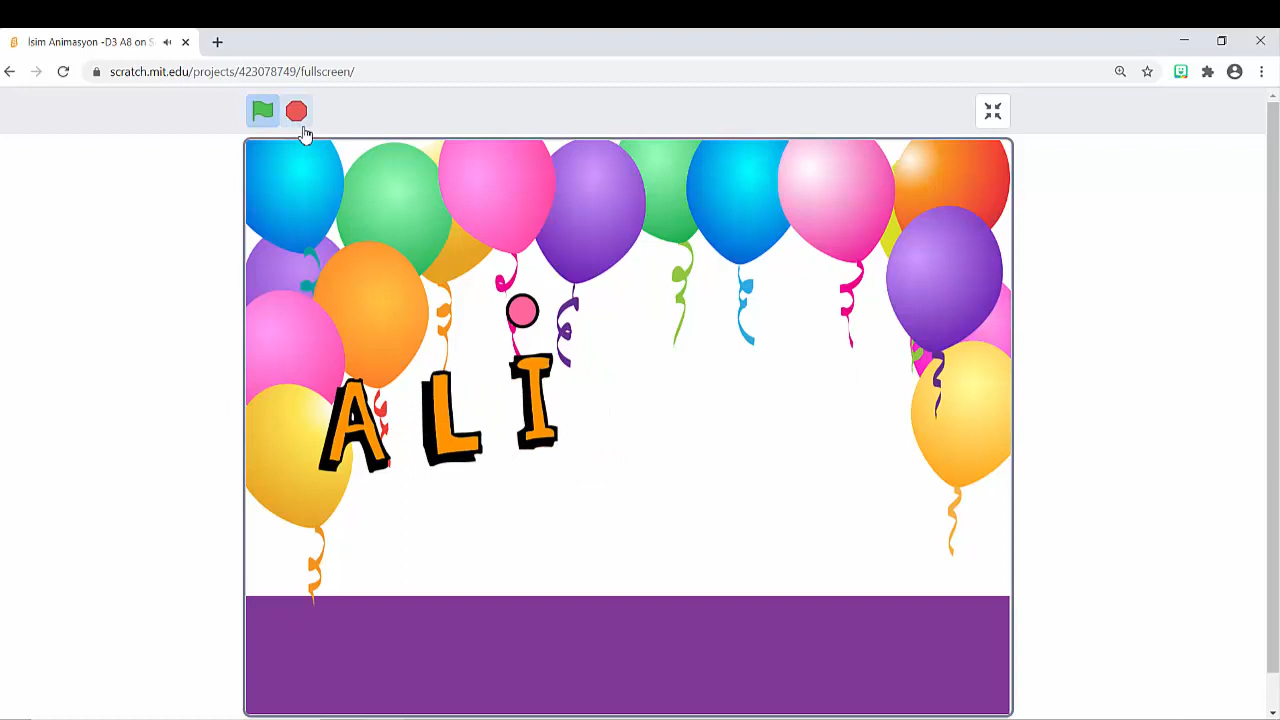 İsim Animasyon -D3 A8 on S
scratch.mit.edu/projects/423078749/fullscreen/
ALI